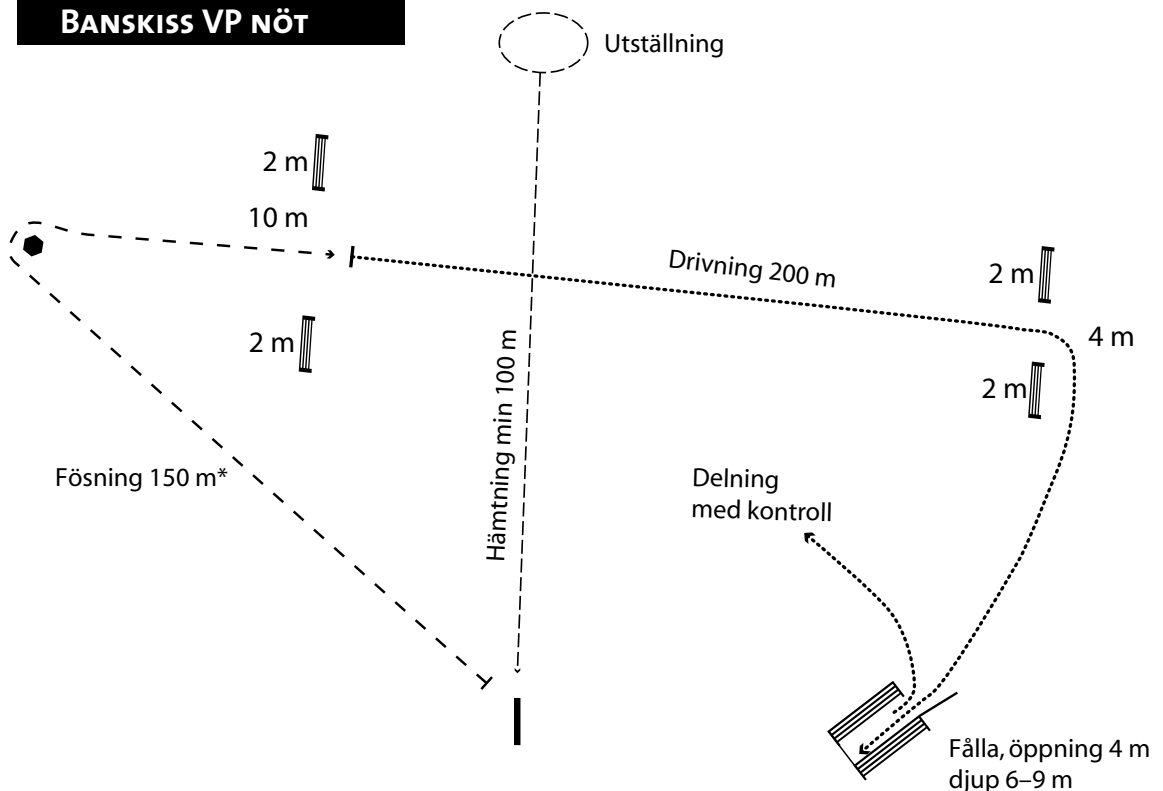 BANSKISS VP NÖT
Utställning
2 m
10 m
2 m
Drivning 200 m
2 m
4 m
2 m
Hämtning min 100 m
Fösning 150 m*
Delning
med kontroll
Fålla, öppning 4 m
djup 6–9 m